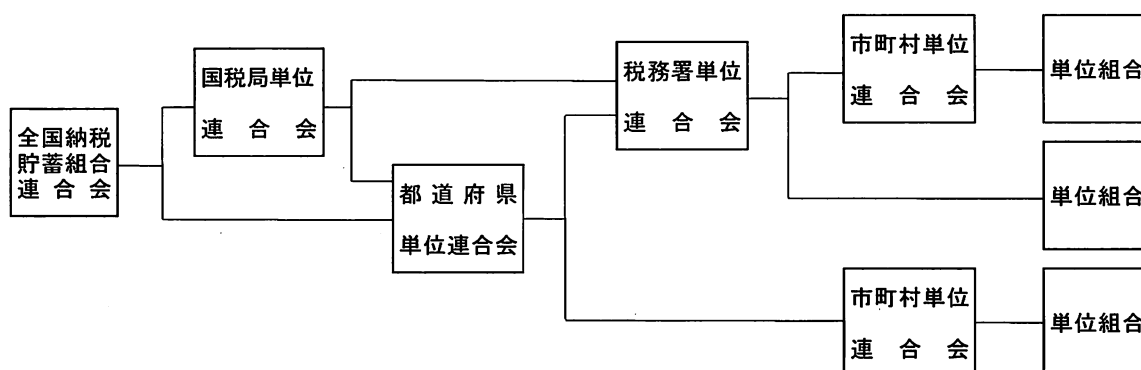 全国納税
貯蓄組合
連合会
国税局単位
連合会
都道府県
単位連合会
税務署単位
連合会
市町村単位
連合会
単位組合
単位組合
市町村単位
連合会
単位組合